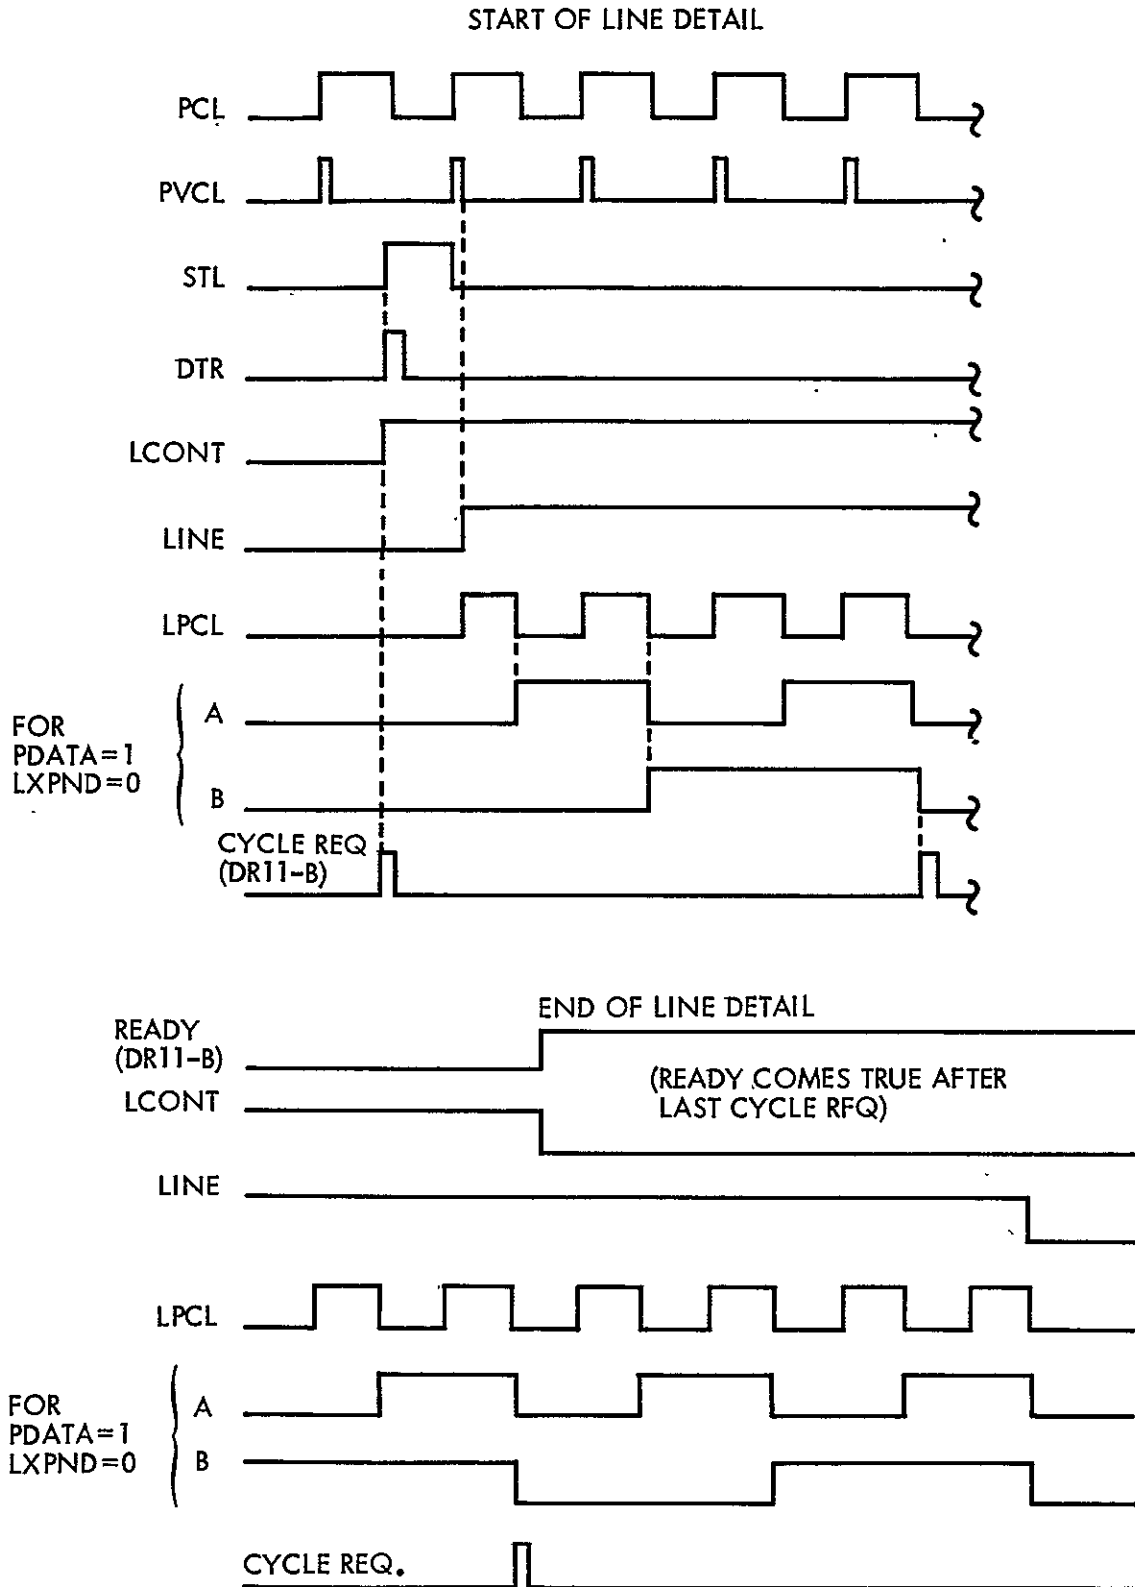 START OF LINE DETAIL
PCL
PVCL
STL
DTR
LCONT
LINE
LPCL
FOR
PDATA=1
LXPND=0
A
B
CYCLE REQ
(DR11-B)
END OF LINE DETAIL
READY
(DR11-B)
(READY COMES TRUE AFTER
LAST CYCLE RFQ)
LCONT
LINE
LPCL
FOR
PDATA=1
LXPND=0
A
B
CYCLE REQ.